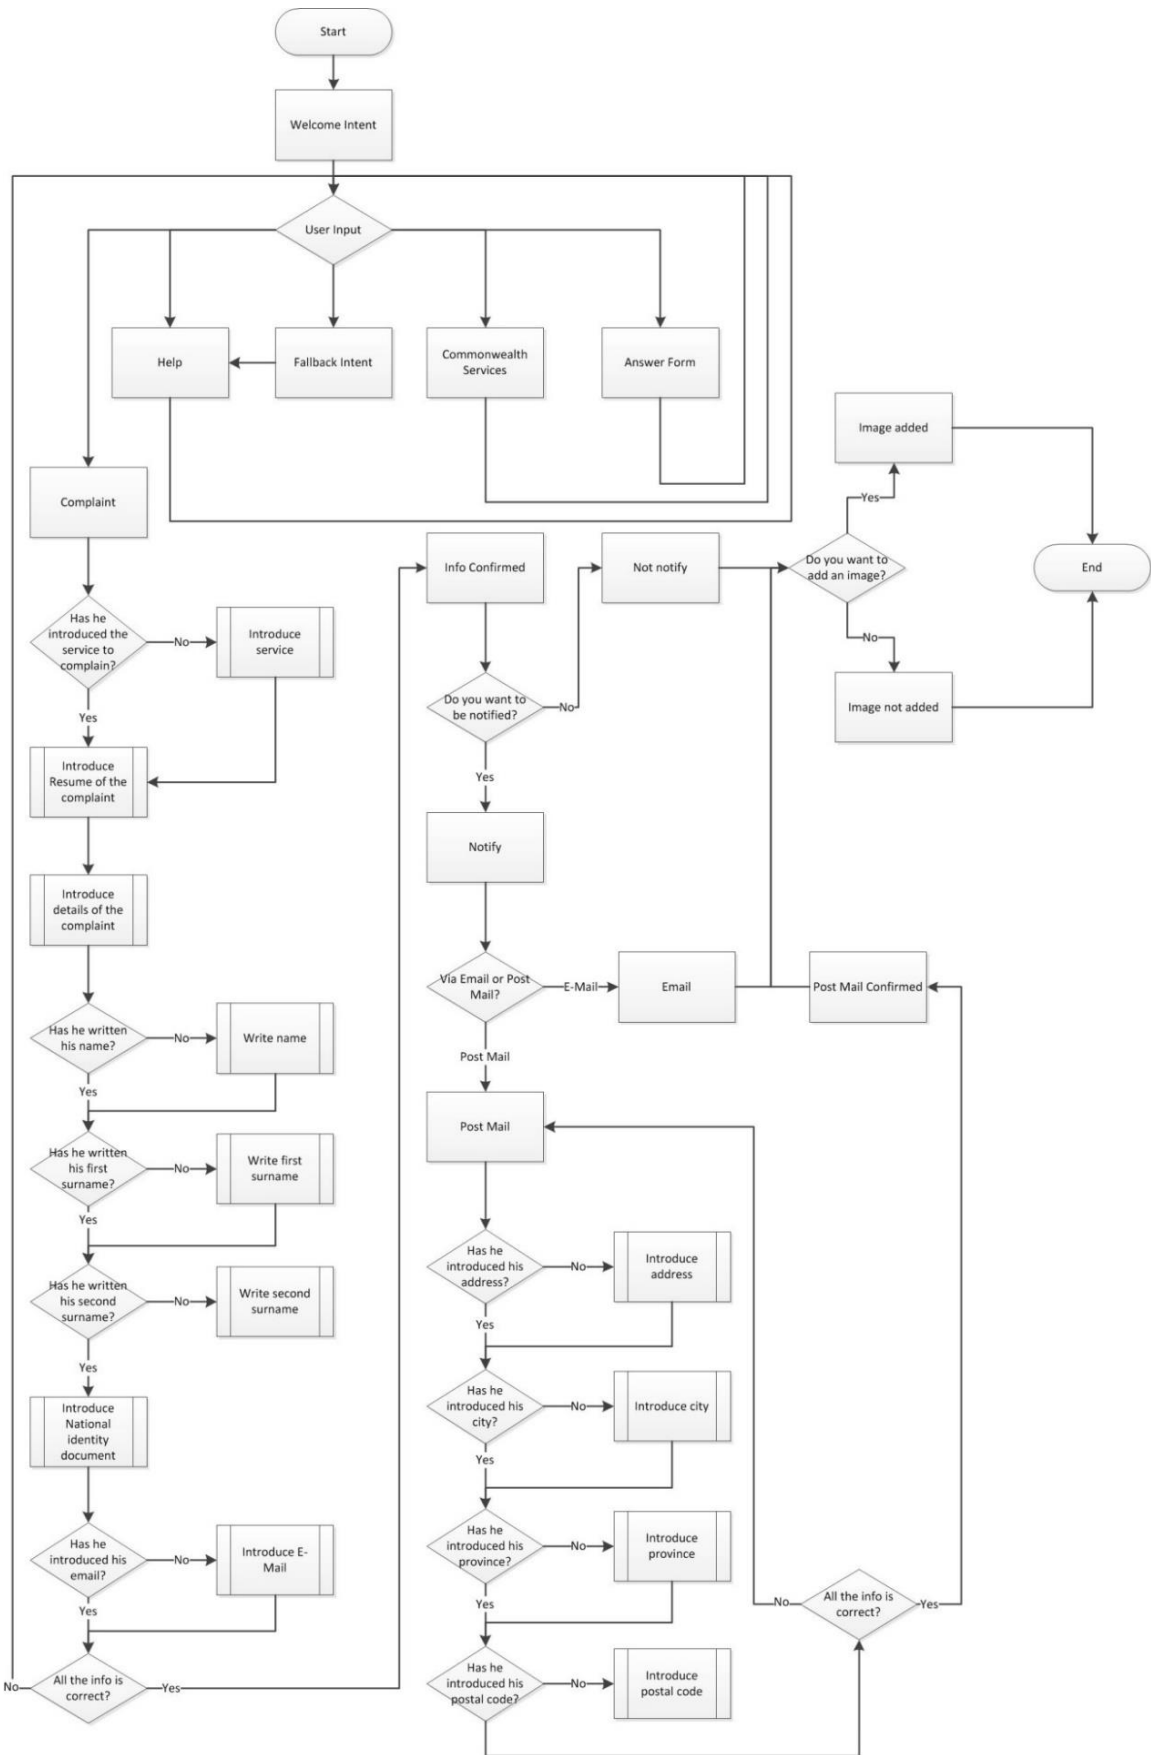 Start
Welcome Intent
User Input
Help
Fallback Intent
Commonwealth
Services
Answer Form
Complaint
Has he
introduced the
service to
complain?
No
Introduce
service
Yes
Introduce
Resume of the
complaint
Introduce
details of the
complaint
Has he written
his name?
No
Write name
Yes
Has he written
his first
surname?
No
Write first
surname
Yes
Has he written
his second
surname?
No
Write second
surname
Yes
Introduce
National
identity
document
Has he
introduced his
email?
No
Introduce E-
Mail
Yes
All the info is
correct?
No
Yes
Info Confirmed
Do you want to
be notified?
No
Not notify
Yes
Notify
Via Email or Post
Mail?
E-Mail
Email
Post Mail Confirmed
Post Mail
Post Mail
Has he
introduced his
address?
No
Introduce
address
Yes
Has he
introduced his
city?
No
Introduce city
Yes
Has he
introduced his
province?
No
Introduce
province
Yes
Has he
introduced his
postal code?
No
Introduce
postal code
All the info is
correct?
No
Yes
Do you want to
add an image?
Yes
Image added
No
Image not added
End